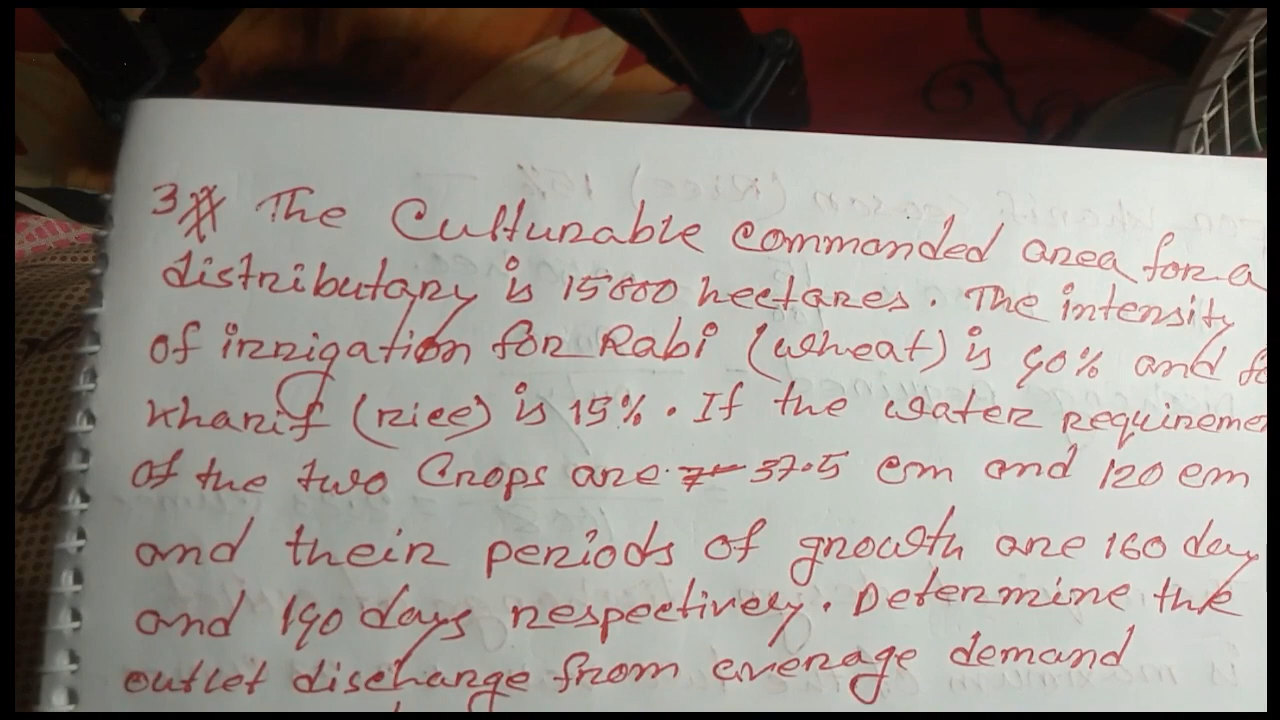 3# The Culturable commanded area for a
distributary is 15000 hectares. The intensity
of irrigation for Rabi (wheat) is 40% and fo
kharif (rice) is 15%. If the water requiremen
of the two Crops are 37.5 cm and 120 cm
and their periods of growth are 160 day
and 140 days respectively. Determine the
outlet discharge from average demand